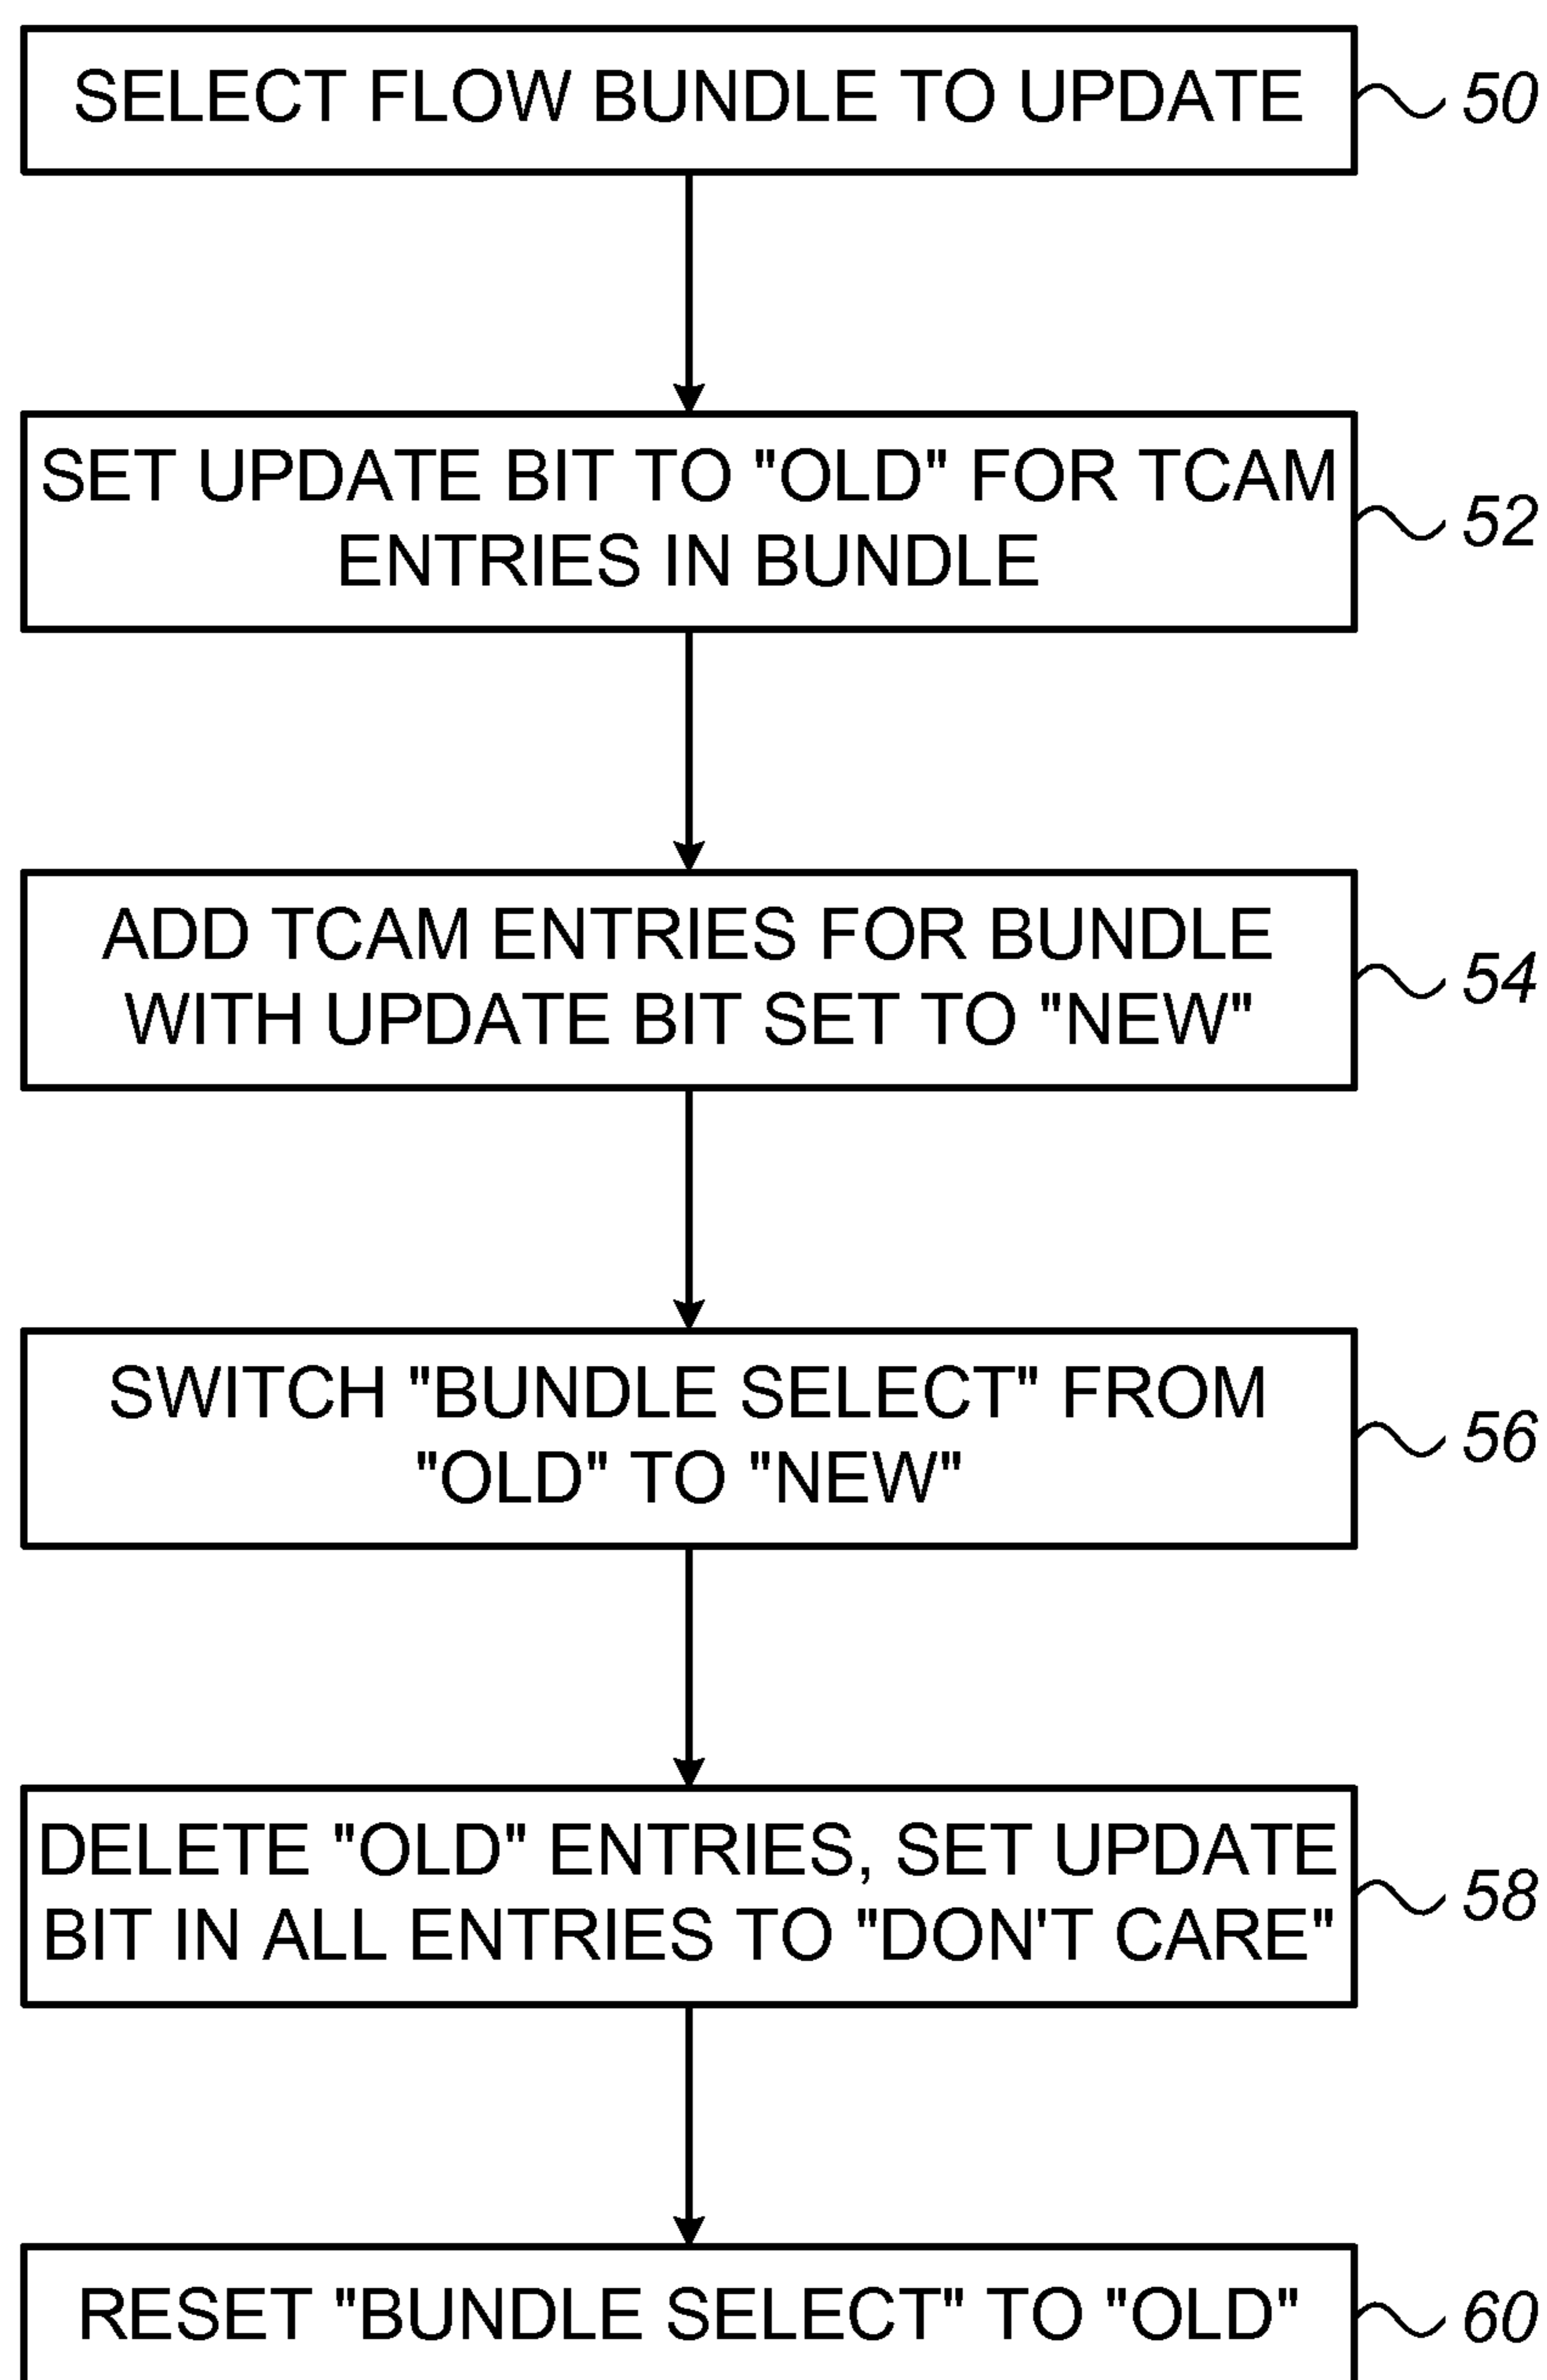 SELECT FLOW BUNDLE TO UPDATE
50
SET UPDATE BIT TO "OLD" FOR TCAM
ENTRIES IN BUNDLE
52
ADD TCAM ENTRIES FOR BUNDLE
WITH UPDATE BIT SET TO "NEW"
54
SWITCH "BUNDLE SELECT" FROM
"OLD" TO "NEW"
56
DELETE "OLD" ENTRIES, SET UPDATE
BIT IN ALL ENTRIES TO "DON'T CARE"
58
RESET "BUNDLE SELECT" TO "OLD"
60